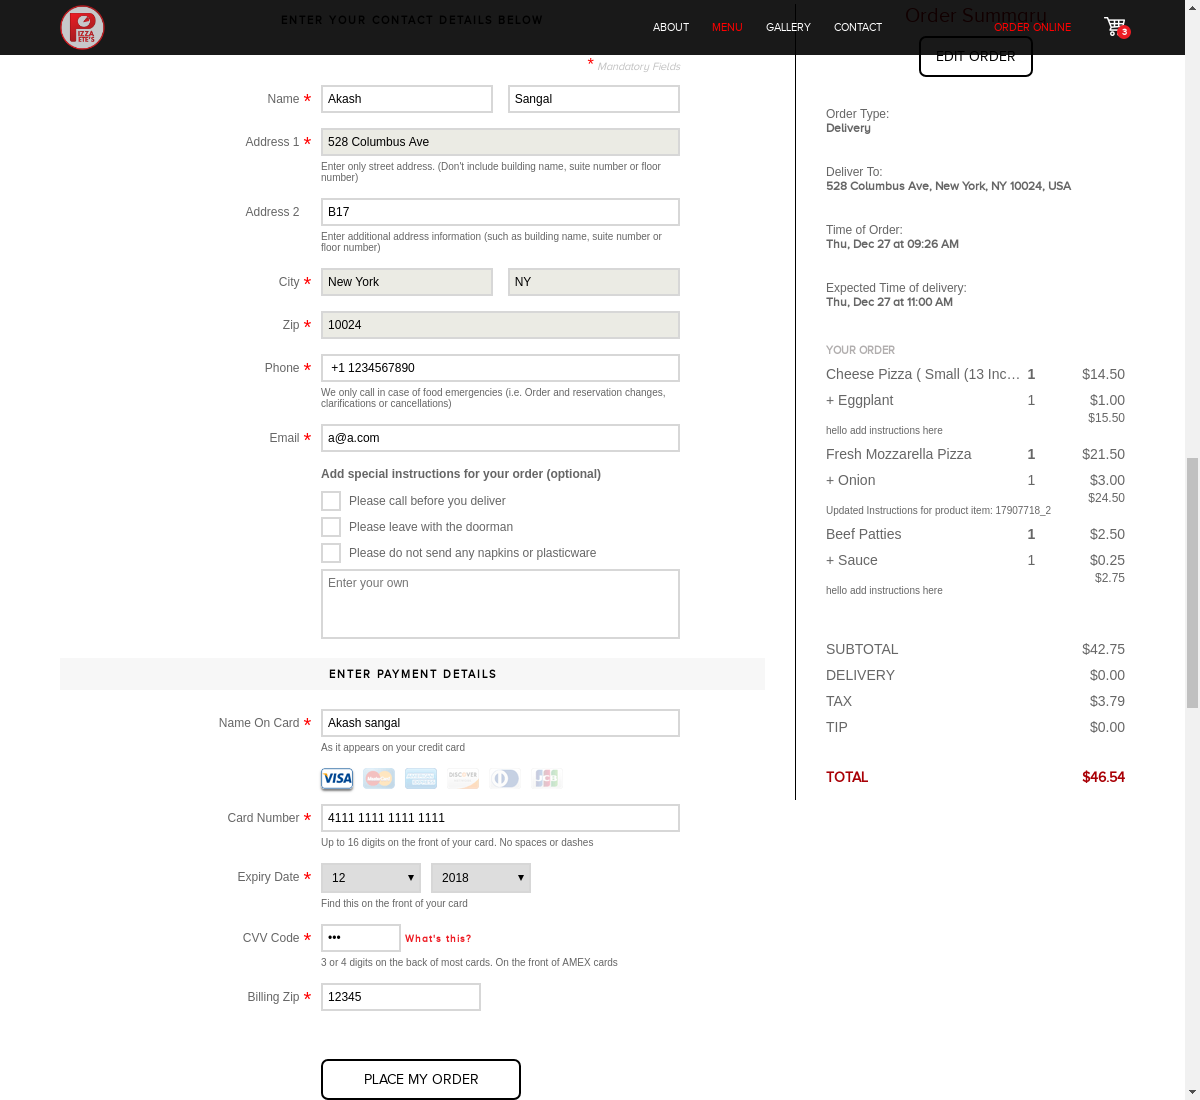 PIZZA
PETE'S
ENTER YOUR CONTACT DETAILS BELOW
ABOUT
MENU
GALLERY
CONTACT
ORDER ONLINE
3
* Mandatory Fields
Name * Akash Sangal
Address 1 * 528 Columbus Ave
Enter only street address. (Don't include building name, suite number or floor
number)
Address 2 B17
Enter additional address information (such as building name, suite number or
floor number)
City * New York NY
Zip * 10024
Phone * +1 1234567890
We only call in case of food emergencies (i.e. Order and reservation changes,
clarifications or cancellations)
Email * a@a.com
Add special instructions for your order (optional)
Please call before you deliver
Please leave with the doorman
Please do not send any napkins or plasticware
Enter your own
ENTER PAYMENT DETAILS
Name On Card * Akash sangal
As it appears on your credit card
VISA MasterCard AMERICAN EXPRESS DISCOVER JCB
Card Number * 4111 1111 1111 1111
Up to 16 digits on the front of your card. No spaces or dashes
Expiry Date * 12 2018
Find this on the front of your card
CVV Code * ••• What's this?
3 or 4 digits on the back of most cards. On the front of AMEX cards
Billing Zip * 12345
PLACE MY ORDER
Order Summary
EDIT ORDER
Order Type:
Delivery
Deliver To:
528 Columbus Ave, New York, NY 10024, USA
Time of Order:
Thu, Dec 27 at 09:26 AM
Expected Time of delivery:
Thu, Dec 27 at 11:00 AM
YOUR ORDER
Cheese Pizza ( Small (13 Inc… 1 $14.50
+ Eggplant 1 $1.00
$15.50
hello add instructions here
Fresh Mozzarella Pizza 1 $21.50
+ Onion 1 $3.00
$24.50
Updated Instructions for product item: 17907718_2
Beef Patties 1 $2.50
+ Sauce 1 $0.25
$2.75
hello add instructions here
SUBTOTAL $42.75
DELIVERY $0.00
TAX $3.79
TIP $0.00
TOTAL $46.54